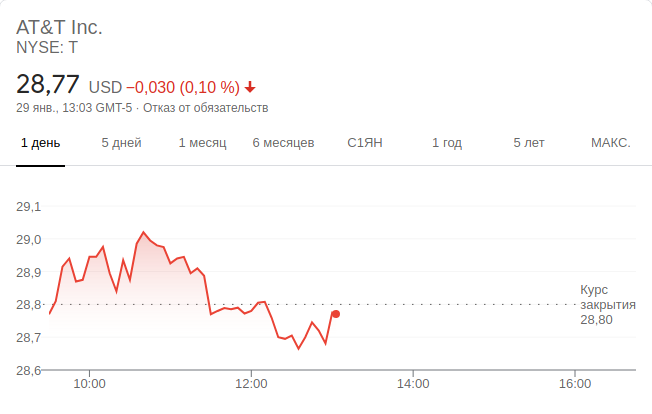 AT&T Inc.
NYSE: T
28,77 USD −0,030 (0,10 %)
29 янв., 13:03 GMT-5 · Отказ от обязательств
1 день 5 дней 1 месяц 6 месяцев С1ЯН 1 год 5 лет МАКС.
29,1
29,0
28,9
28,8
28,7
28,6
Курс
закрытия
28,80
10:00 12:00 14:00 16:00